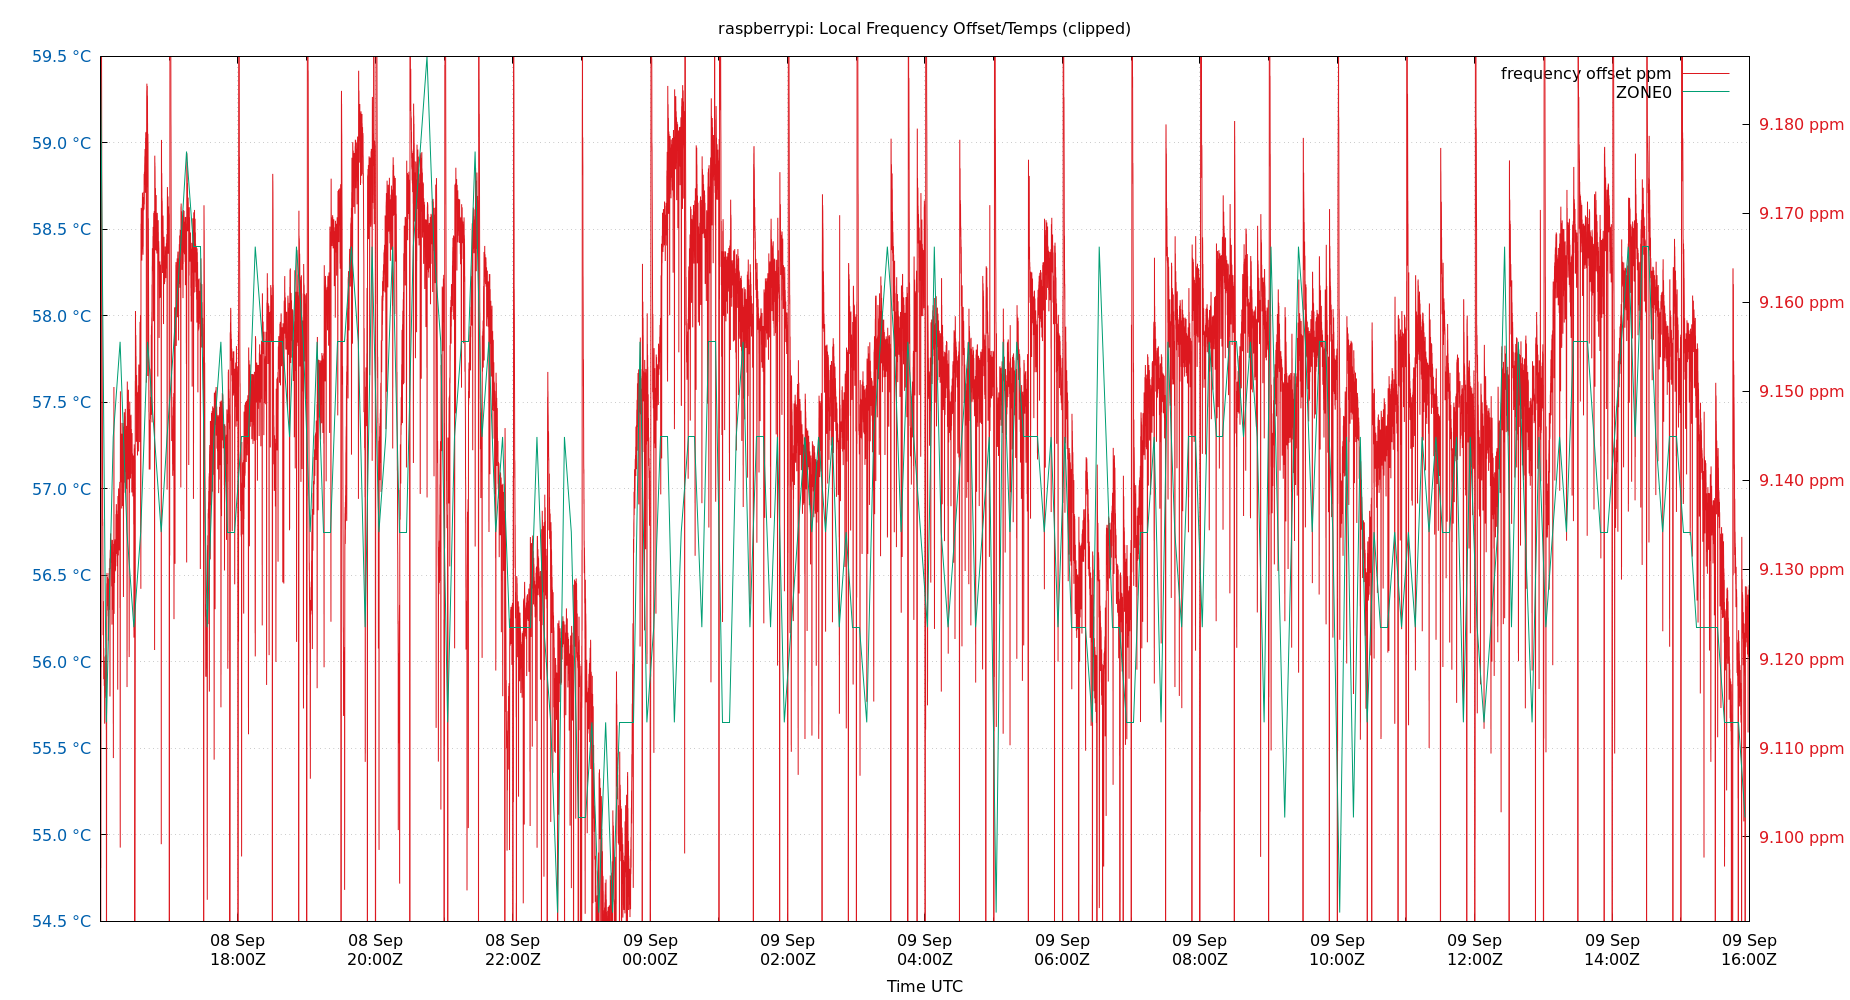 raspberrypi: Local Frequency Offset/Temps (clipped)
frequency offset ppm
ZONE0
59.5 °C
59.0 °C
58.5 °C
58.0 °C
57.5 °C
57.0 °C
56.5 °C
56.0 °C
55.5 °C
55.0 °C
54.5 °C
9.180 ppm
9.170 ppm
9.160 ppm
9.150 ppm
9.140 ppm
9.130 ppm
9.120 ppm
9.110 ppm
9.100 ppm
08 Sep 08 Sep 08 Sep 09 Sep 09 Sep 09 Sep 09 Sep 09 Sep 09 Sep 09 Sep 09 Sep 09 Sep
18:00Z 20:00Z 22:00Z 00:00Z 02:00Z 04:00Z 06:00Z 08:00Z 10:00Z 12:00Z 14:00Z 16:00Z
Time UTC